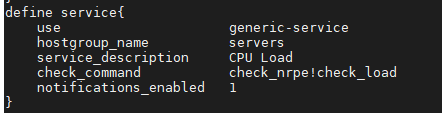 define service{
use generic-service
hostgroup_name servers
service_description CPU Load
check_command check_nrpe!check_load
notifications_enabled 1
}